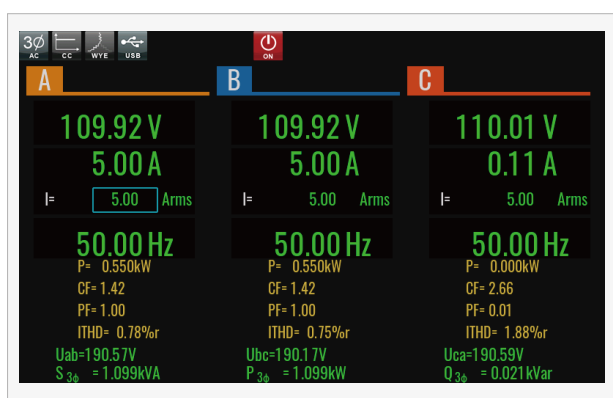 3Ø
AC CC WYE USB ON
A B C
109.92 V 109.92 V 110.01 V
5.00 A 5.00 A 0.11 A
I= 5.00 Arms I= 5.00 Arms I= 5.00 Arms
50.00 Hz 50.00 Hz 50.00 Hz
P= 0.550kW P= 0.550kW P= 0.000kW
CF= 1.42 CF= 1.42 CF= 2.66
PF= 1.00 PF= 1.00 PF= 0.01
ITHD= 0.78%r ITHD= 0.75%r ITHD= 1.88%r
Uab=190.57V Ubc=190.17V Uca=190.59V
S 3ϕ = 1.099kVA P 3ϕ = 1.099kW Q 3ϕ = 0.021kVar